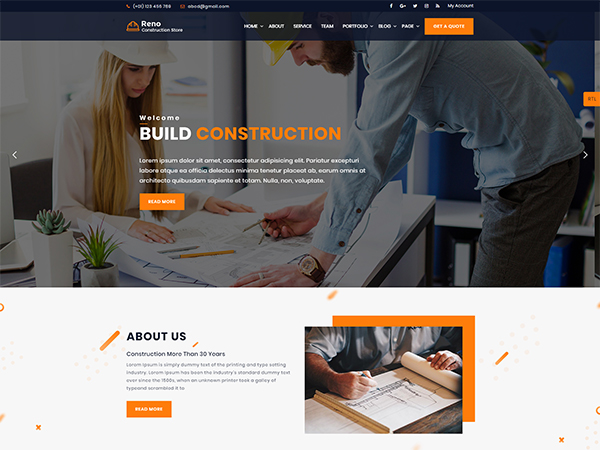 (+01) 123 456 789 abcd@gmail.com My Account
Reno
Construction Store
HOME ABOUT SERVICE TEAM PORTFOLIO BLOG PAGE GET A QUOTE
RTL
Welcome
BUILD CONSTRUCTION
Lorem ipsum dolor sit amet, consectetur adipisicing elit. Pariatur excepturi
labore atque ea officia delectus minima tenetur placeat ab, earum omnis at
architecto quibusdam sapiente et totam. Nulla, non, voluptate.
READ MORE
ABOUT US
Construction More Than 30 Years
Lorem Ipsum is simply dummy text of the printing and type setting
industry. Lorem Ipsum has been the industry's standard dummy text
ever since the 1500s, when an unknown printer took a galley of
typeand scrambled it to
READ MORE